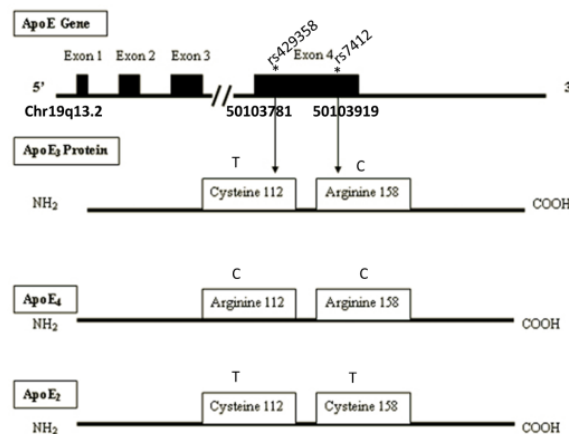 ApoE Gene
rs429358
rs7412
Exon 1 Exon 2 Exon 3 Exon 4
* *
5' 3
Chr19q13.2 50103781 50103919
ApoE3 Protein
T C
Cysteine 112 Arginine 158
NH2 COOH
C C
ApoE4
Arginine 112 Arginine 158
NH2 COOH
T T
ApoE2
Cysteine 112 Cysteine 158
NH2 COOH